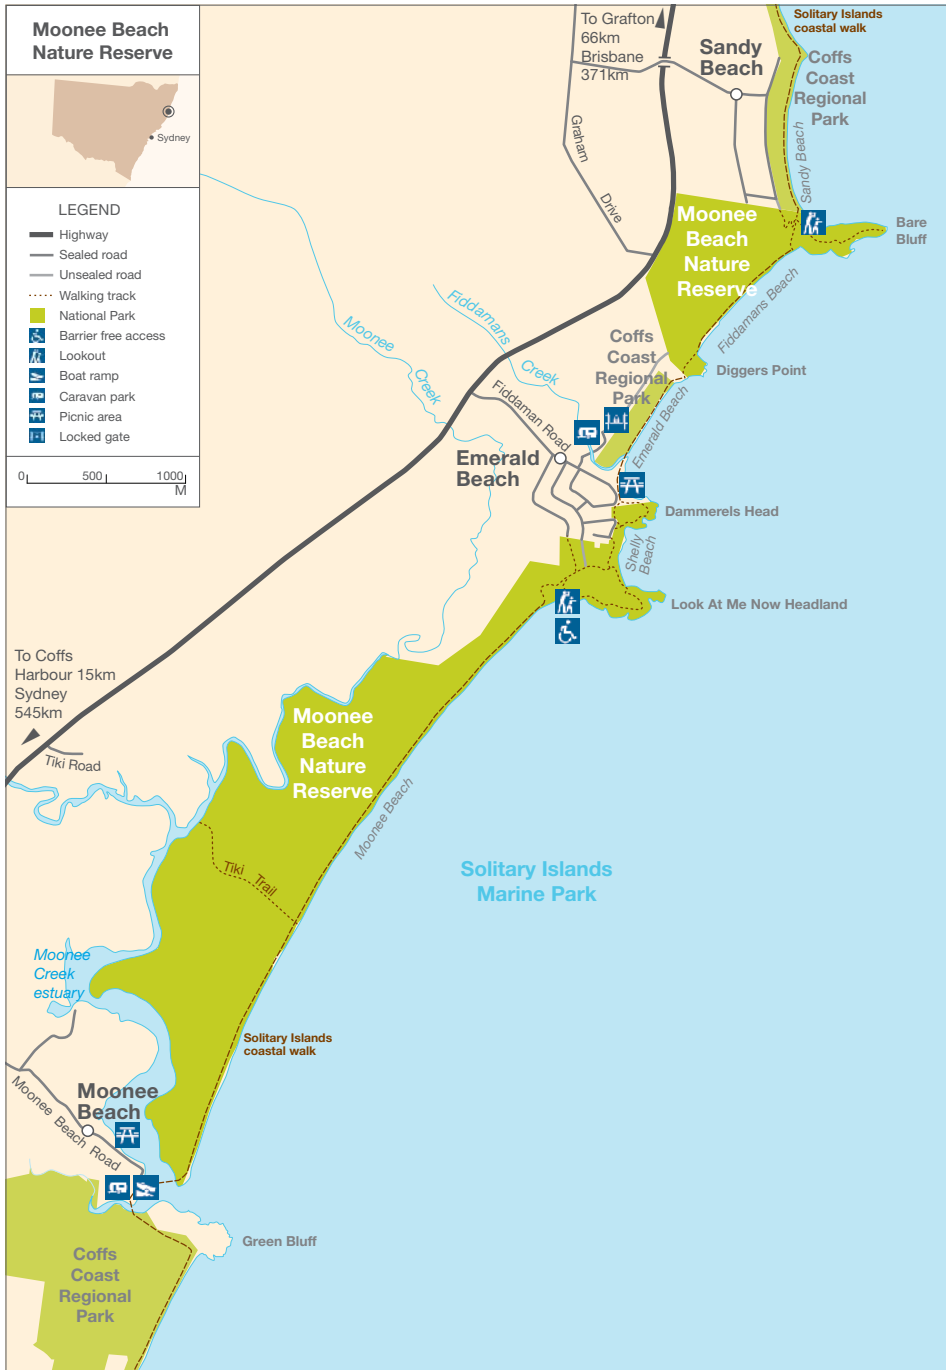 Moonee Beach
Nature Reserve
Sydney
LEGEND
Highway
Sealed road
Unsealed road
Walking track
National Park
Barrier free access
Lookout
Boat ramp
Caravan park
Picnic area
Locked gate
0 500 1000
M
To Grafton
66km
Brisbane
371km
Solitary Islands
coastal walk
Sandy
Beach
Coffs
Coast
Regional
Park
Graham
Drive
Sandy Beach
Moonee
Beach
Nature
Reserve
Bare
Bluff
Fiddamans Beach
Moonee
Creek
Fiddamans
Creek
Coffs
Coast
Regional
Park
Diggers Point
Fiddaman Road
Emerald Beach
Emerald
Beach
Dammerels Head
Shelly
Beach
Look At Me Now Headland
To Coffs
Harbour 15km
Sydney
545km
Tiki Road
Moonee
Beach
Nature
Reserve
Moonee Beach
Tiki Trail
Solitary Islands
Marine Park
Moonee
Creek
estuary
Solitary Islands
coastal walk
Moonee
Beach
Moonee Beach Road
Green Bluff
Coffs
Coast
Regional
Park